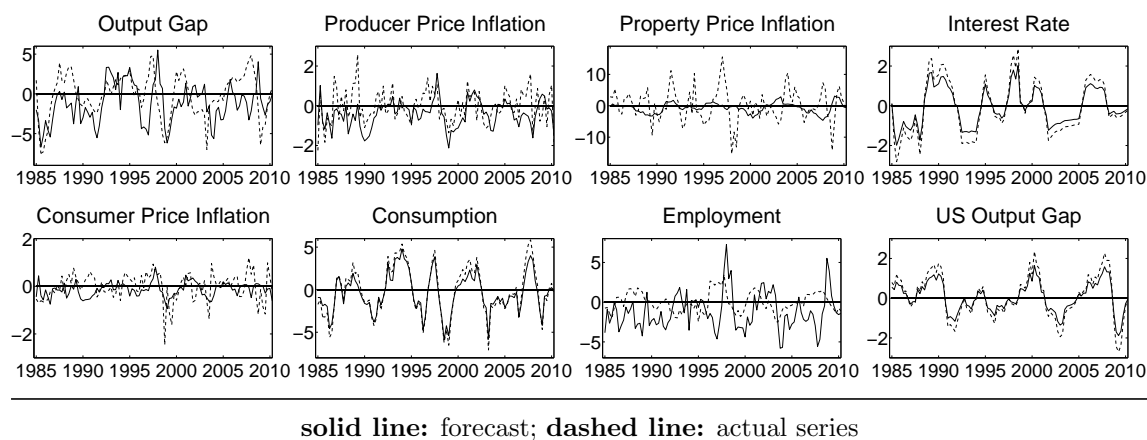 Output Gap Producer Price Inflation Property Price Inflation Interest Rate
5
0
−5
1985 1990 1995 2000 2005 2010
2
0
−2
1985 1990 1995 2000 2005 2010
10
0
−10
1985 1990 1995 2000 2005 2010
2
0
−2
1985 1990 1995 2000 2005 2010
Consumer Price Inflation Consumption Employment US Output Gap
2
0
−2
1985 1990 1995 2000 2005 2010
5
0
−5
1985 1990 1995 2000 2005 2010
5
0
−5
1985 1990 1995 2000 2005 2010
2
0
−2
1985 1990 1995 2000 2005 2010
solid line: forecast; dashed line: actual series